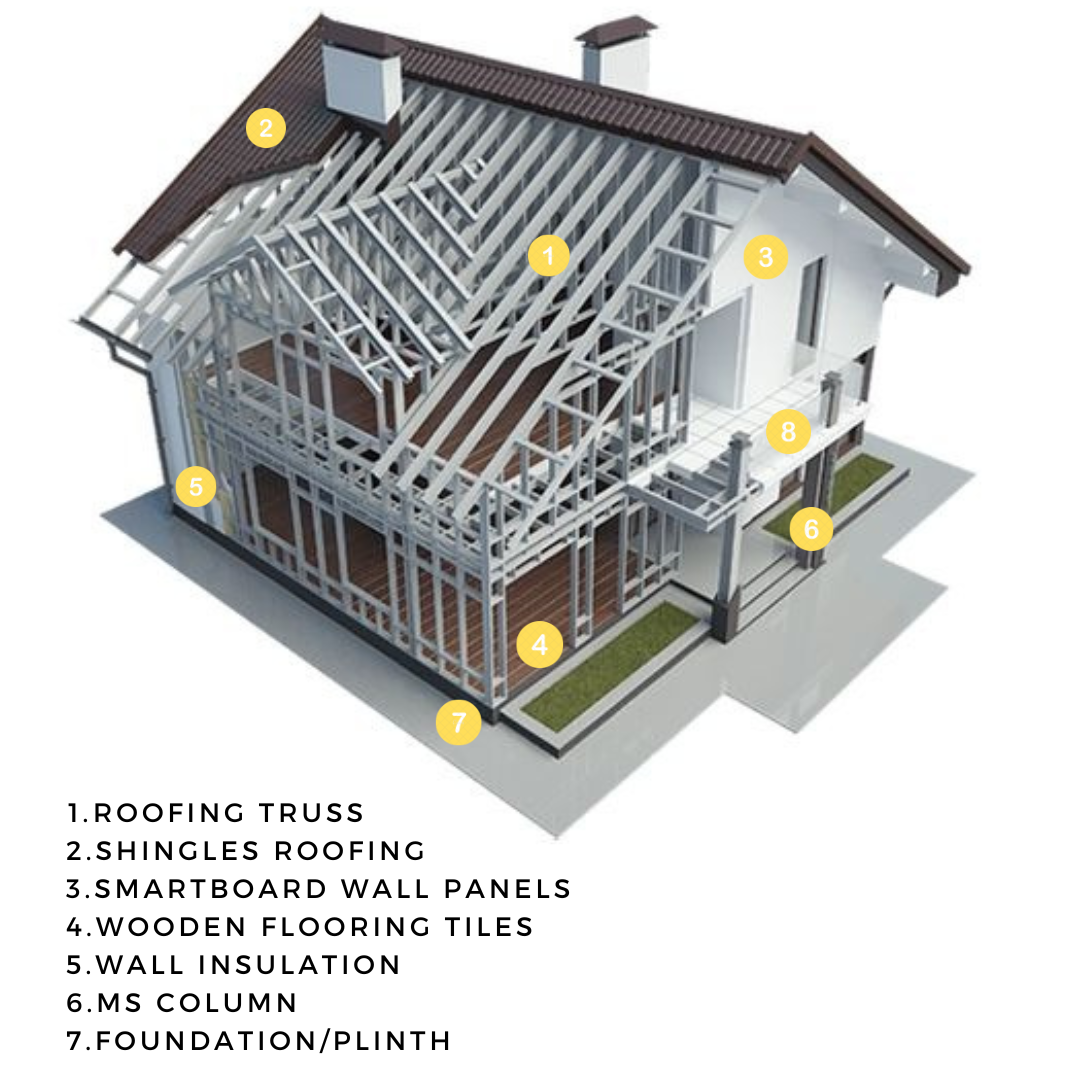 2
1
3
8
5
6
4
7
1.ROOFING TRUSS
2.SHINGLES ROOFING
3.SMARTBOARD WALL PANELS
4.WOODEN FLOORING TILES
5.WALL INSULATION
6.MS COLUMN
7.FOUNDATION/PLINTH